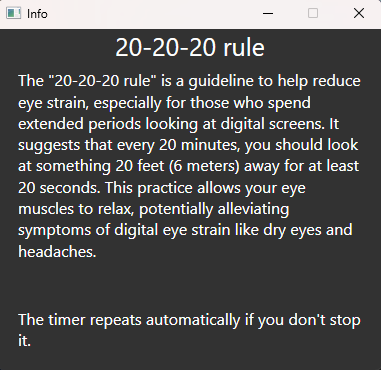 Info
20-20-20 rule
The "20-20-20 rule" is a guideline to help reduce
eye strain, especially for those who spend
extended periods looking at digital screens. It
suggests that every 20 minutes, you should look
at something 20 feet (6 meters) away for at least
20 seconds. This practice allows your eye
muscles to relax, potentially alleviating
symptoms of digital eye strain like dry eyes and
headaches.
The timer repeats automatically if you don't stop
it.